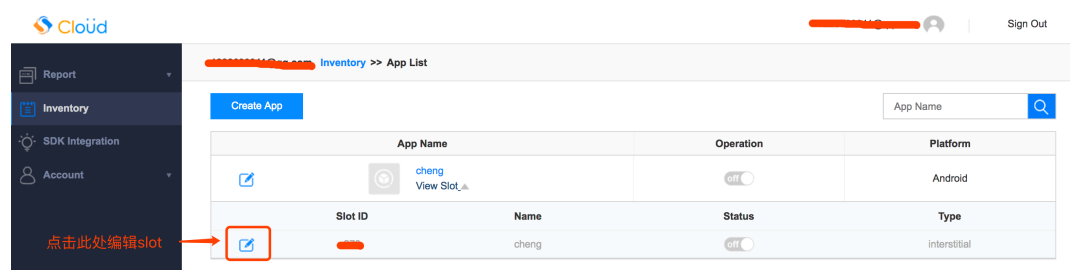 Cloüd
Sign Out
Report
Inventory
SDK Integration
Account
Inventory >> App List
Create App
App Name
App Name Operation Platform
cheng
View Slot
off
Android
Slot ID Name Status Type
cheng off interstitial
点击此处编辑slot